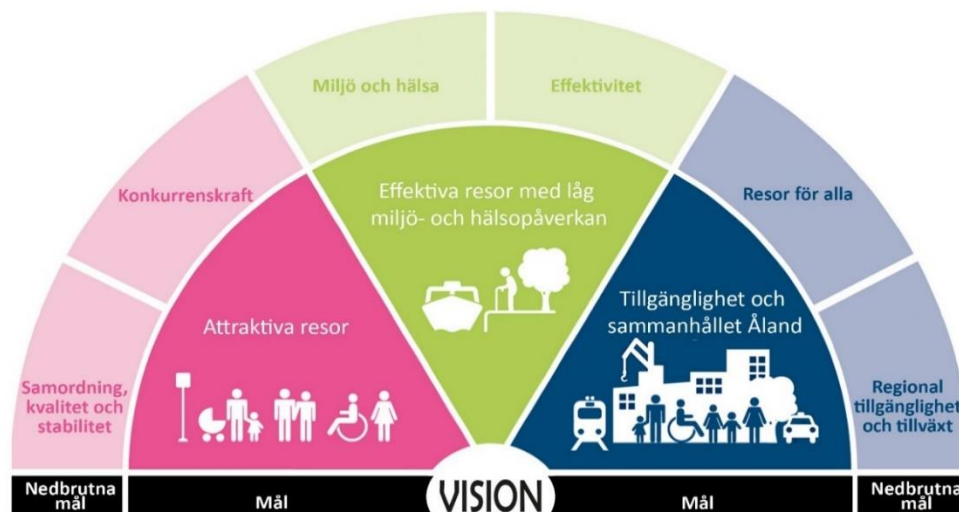 Miljö och hälsa
Effektivitet
Konkurrenskraft
Effektiva resor med låg
miljö- och hälsopåverkan
Resor för alla
Attraktiva resor
Tillgänglighet och
sammanhållet Åland
Samordning,
kvalitet och
stabilitet
Regional
tillgänglighet
och tillväxt
Nedbrutna
mål
Mål
VISION
Mål
Nedbrutna
mål